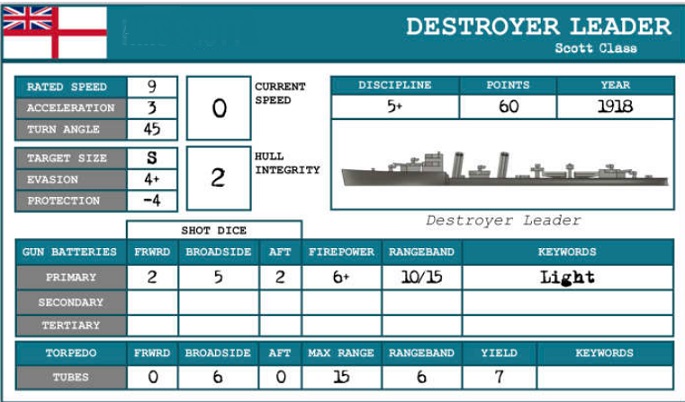 DESTROYER LEADER
Scott Class
RATED SPEED 9
ACCELERATION 3
TURN ANGLE 45
0 CURRENT SPEED
DISCIPLINE POINTS YEAR
5+ 60 1918
TARGET SIZE S
EVASION 4+
PROTECTION -4
2 HULL INTEGRITY
Destroyer Leader
SHOT DICE
GUN BATTERIES FRWRD BROADSIDE AFT FIREPOWER RANGEBAND KEYWORDS
PRIMARY 2 5 2 6+ 10/15 Light
SECONDARY
TERTIARY
TORPEDO FRWRD BROADSIDE AFT MAX RANGE RANGEBAND YIELD KEYWORDS
TUBES 0 6 0 15 6 7